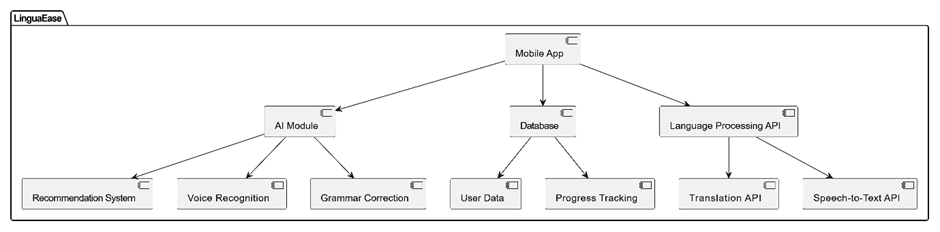 LinguaEase
Mobile App
AI Module
Database
Language Processing API
Recommendation System
Voice Recognition
Grammar Correction
User Data
Progress Tracking
Translation API
Speech-to-Text API